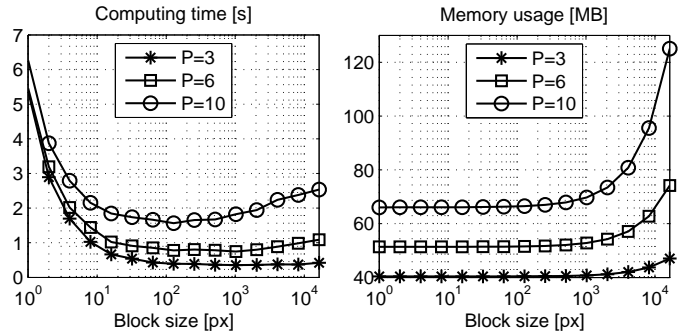 Computing time [s]
7
6
5
4
3
2
1
0
P=3
P=6
P=10
10^0
10^1
10^2
10^3
10^4
Block size [px]
Memory usage [MB]
120
100
80
60
40
P=3
P=6
P=10
10^0
10^1
10^2
10^3
10^4
Block size [px]